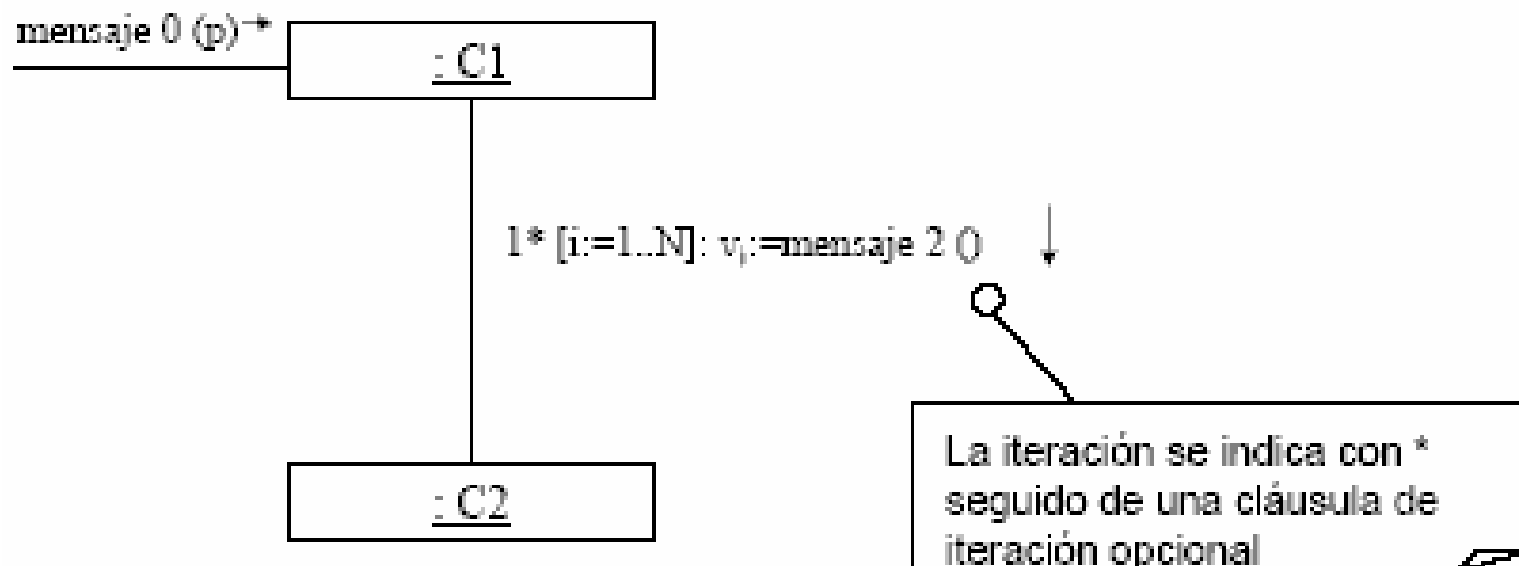 mensaje 0 (p)
: C1
1* [i:=1..N]: vi:=mensaje 2 ()
: C2
La iteración se indica con *
seguido de una cláusula de
iteración opcional